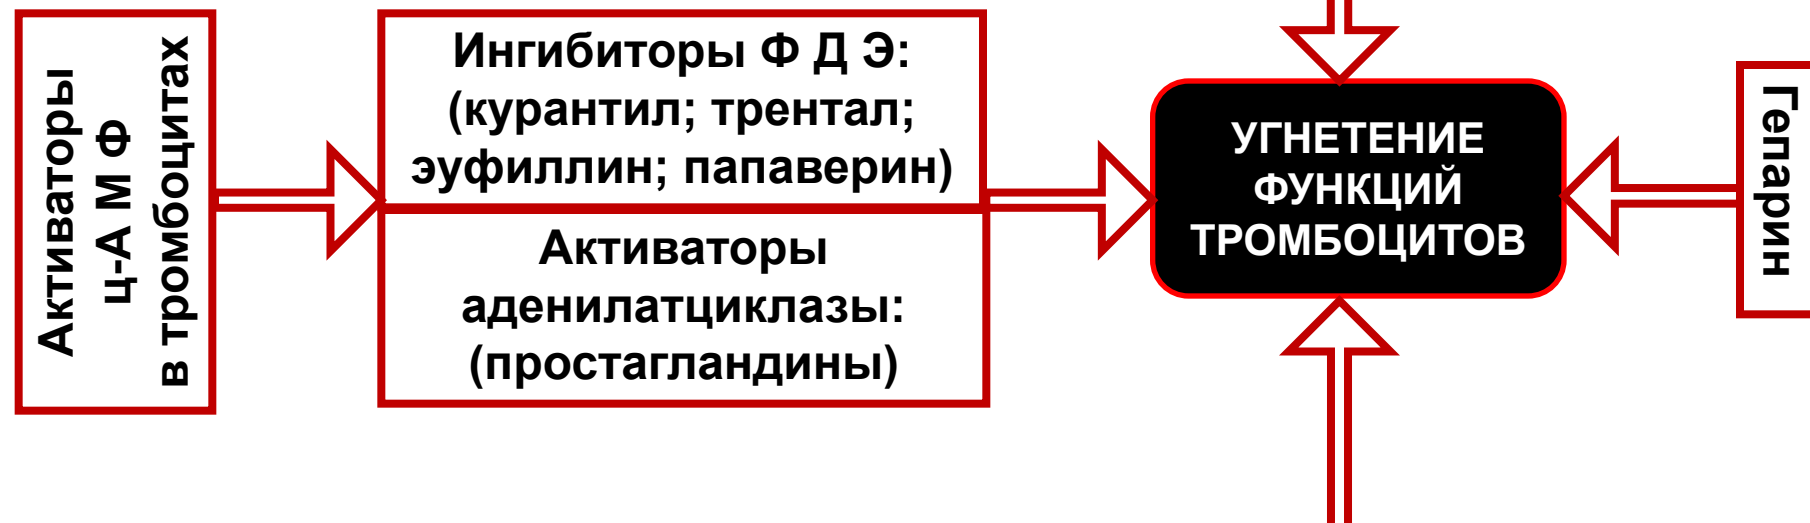 Активаторы
ц-А М Ф
в тромбоцитах
Ингибиторы Ф Д Э:
(курантил; трентал;
эуфиллин; папаверин)
Активаторы
аденилатциклазы:
(простагландины)
УГНЕТЕНИЕ
ФУНКЦИЙ
ТРОМБОЦИТОВ
Гепарин